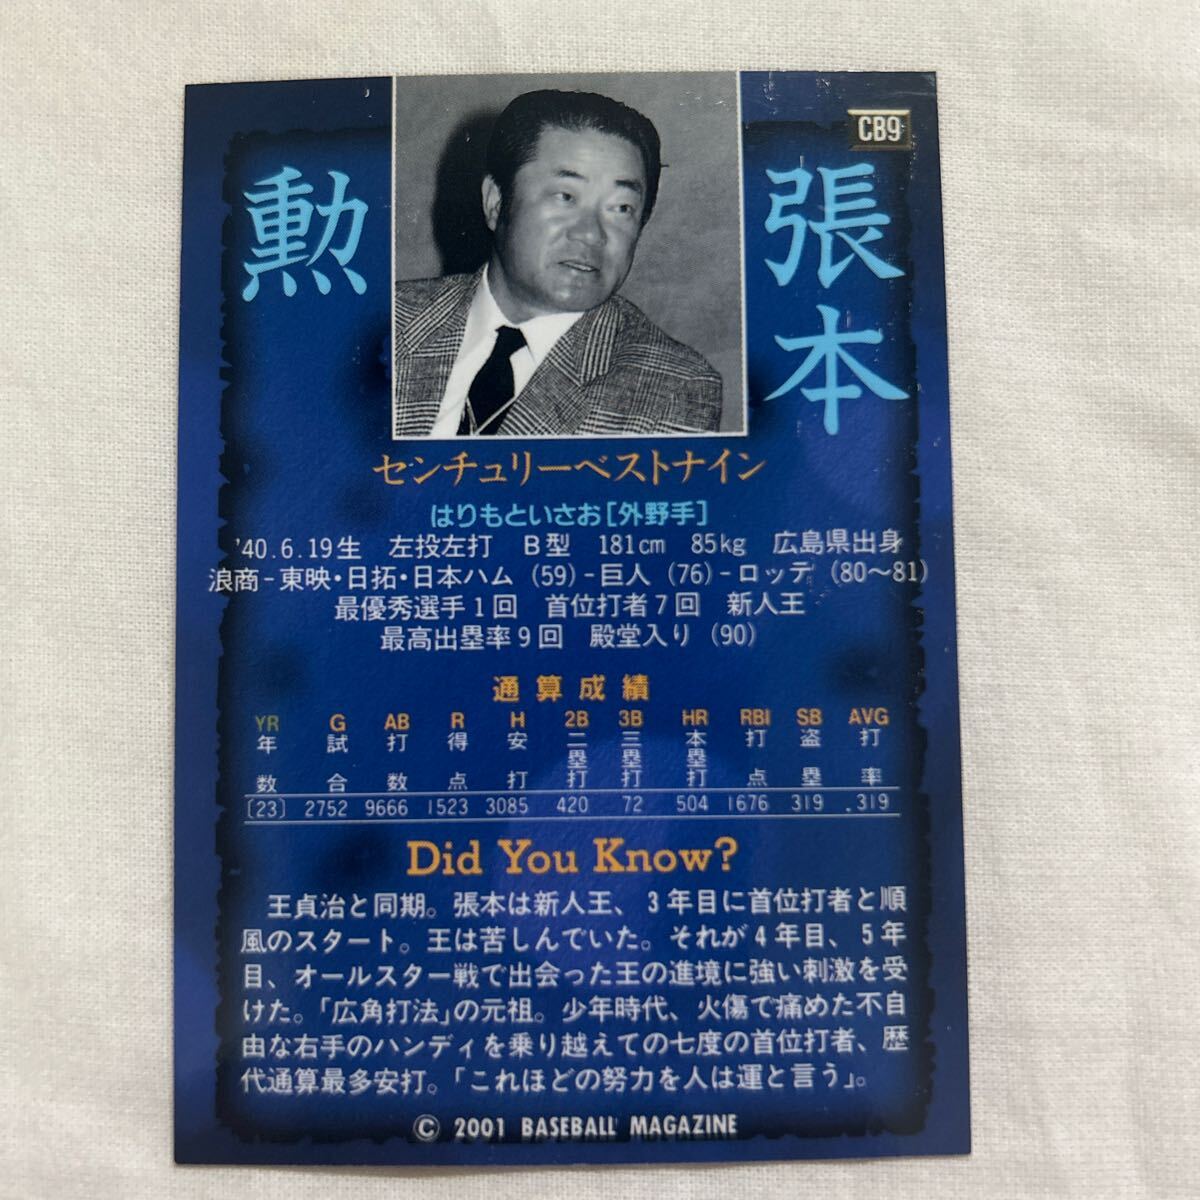 CB9
張本
勲
センチュリーベストナイン
はりもといさお[外野手]
'40.6.19生 左投左打 B型 181cm 85kg 広島県出身
浪商-東映・日拓・日本ハム(59)-巨人(76)-ロッテ(80〜81)
最優秀選手1回 首位打者7回 新人王
最高出塁率9回 殿堂入り(90)
通算成績
YR G AB R H 2B 3B HR RBI SB AVG
年数 試合 打数 得点 安打 二塁打 三塁打 本塁打 打点 盗塁 打率
[23] 2752 9666 1523 3085 420 72 504 1676 319 .319
Did You Know?
王貞治と同期。張本は新人王、3年目に首位打者と順
風のスタート。王は苦しんでいた。それが4年目、5年
目、オールスター戦で出会った王の進境に強い刺激を受
けた。「広角打法」の元祖。少年時代、火傷で痛めた不自
由な右手のハンディを乗り越えての七度の首位打者、歴
代通算最多安打。「これほどの努力を人は運と言う」。
© 2001 BASEBALL MAGAZINE